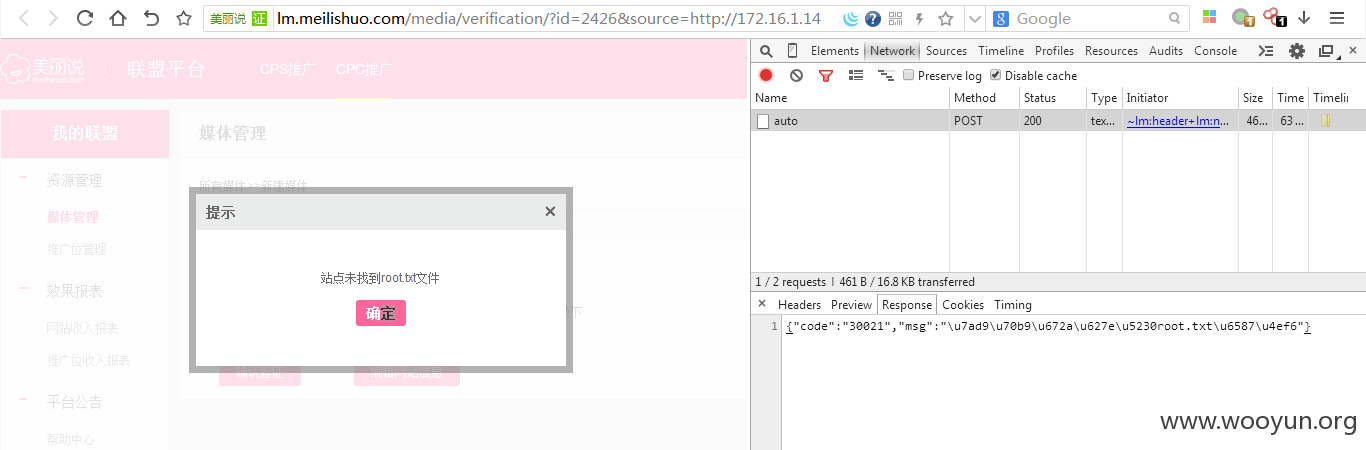 美丽说 证 lm.meilishuo.com/media/verification/?id=2426&source=http://172.16.1.14
Google
1
1
美丽说
meilishuo.com
联盟平台
CPS推广
CPC推广
我的联盟
资源管理
媒体管理
推广位管理
效果报表
网站收入报表
推广位收入报表
平台公告
帮助中心
媒体管理
所有媒体>>新建媒体
提示
×
站点未找到root.txt文件
确定
Elements Network Sources Timeline Profiles Resources Audits Console
Preserve log Disable cache
Name Method Status Type Initiator Size Time Timeli
auto POST 200 tex... ~lm:header+lm:n... 46... 63 ...
1 / 2 requests | 461 B / 16.8 KB transferred
× Headers Preview Response Cookies Timing
1 {"code":"30021","msg":"\u7ad9\u70b9\u672a\u627e\u5230root.txt\u6587\u4ef6"}
www.wooyun.org